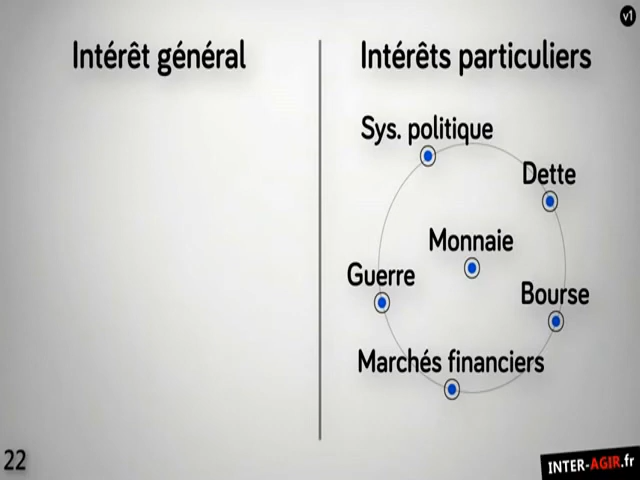 v1
Intérêt général
Intérêts particuliers
Sys. politique
Dette
Monnaie
Guerre
Bourse
Marchés financiers
22
INTER-AGIR.fr